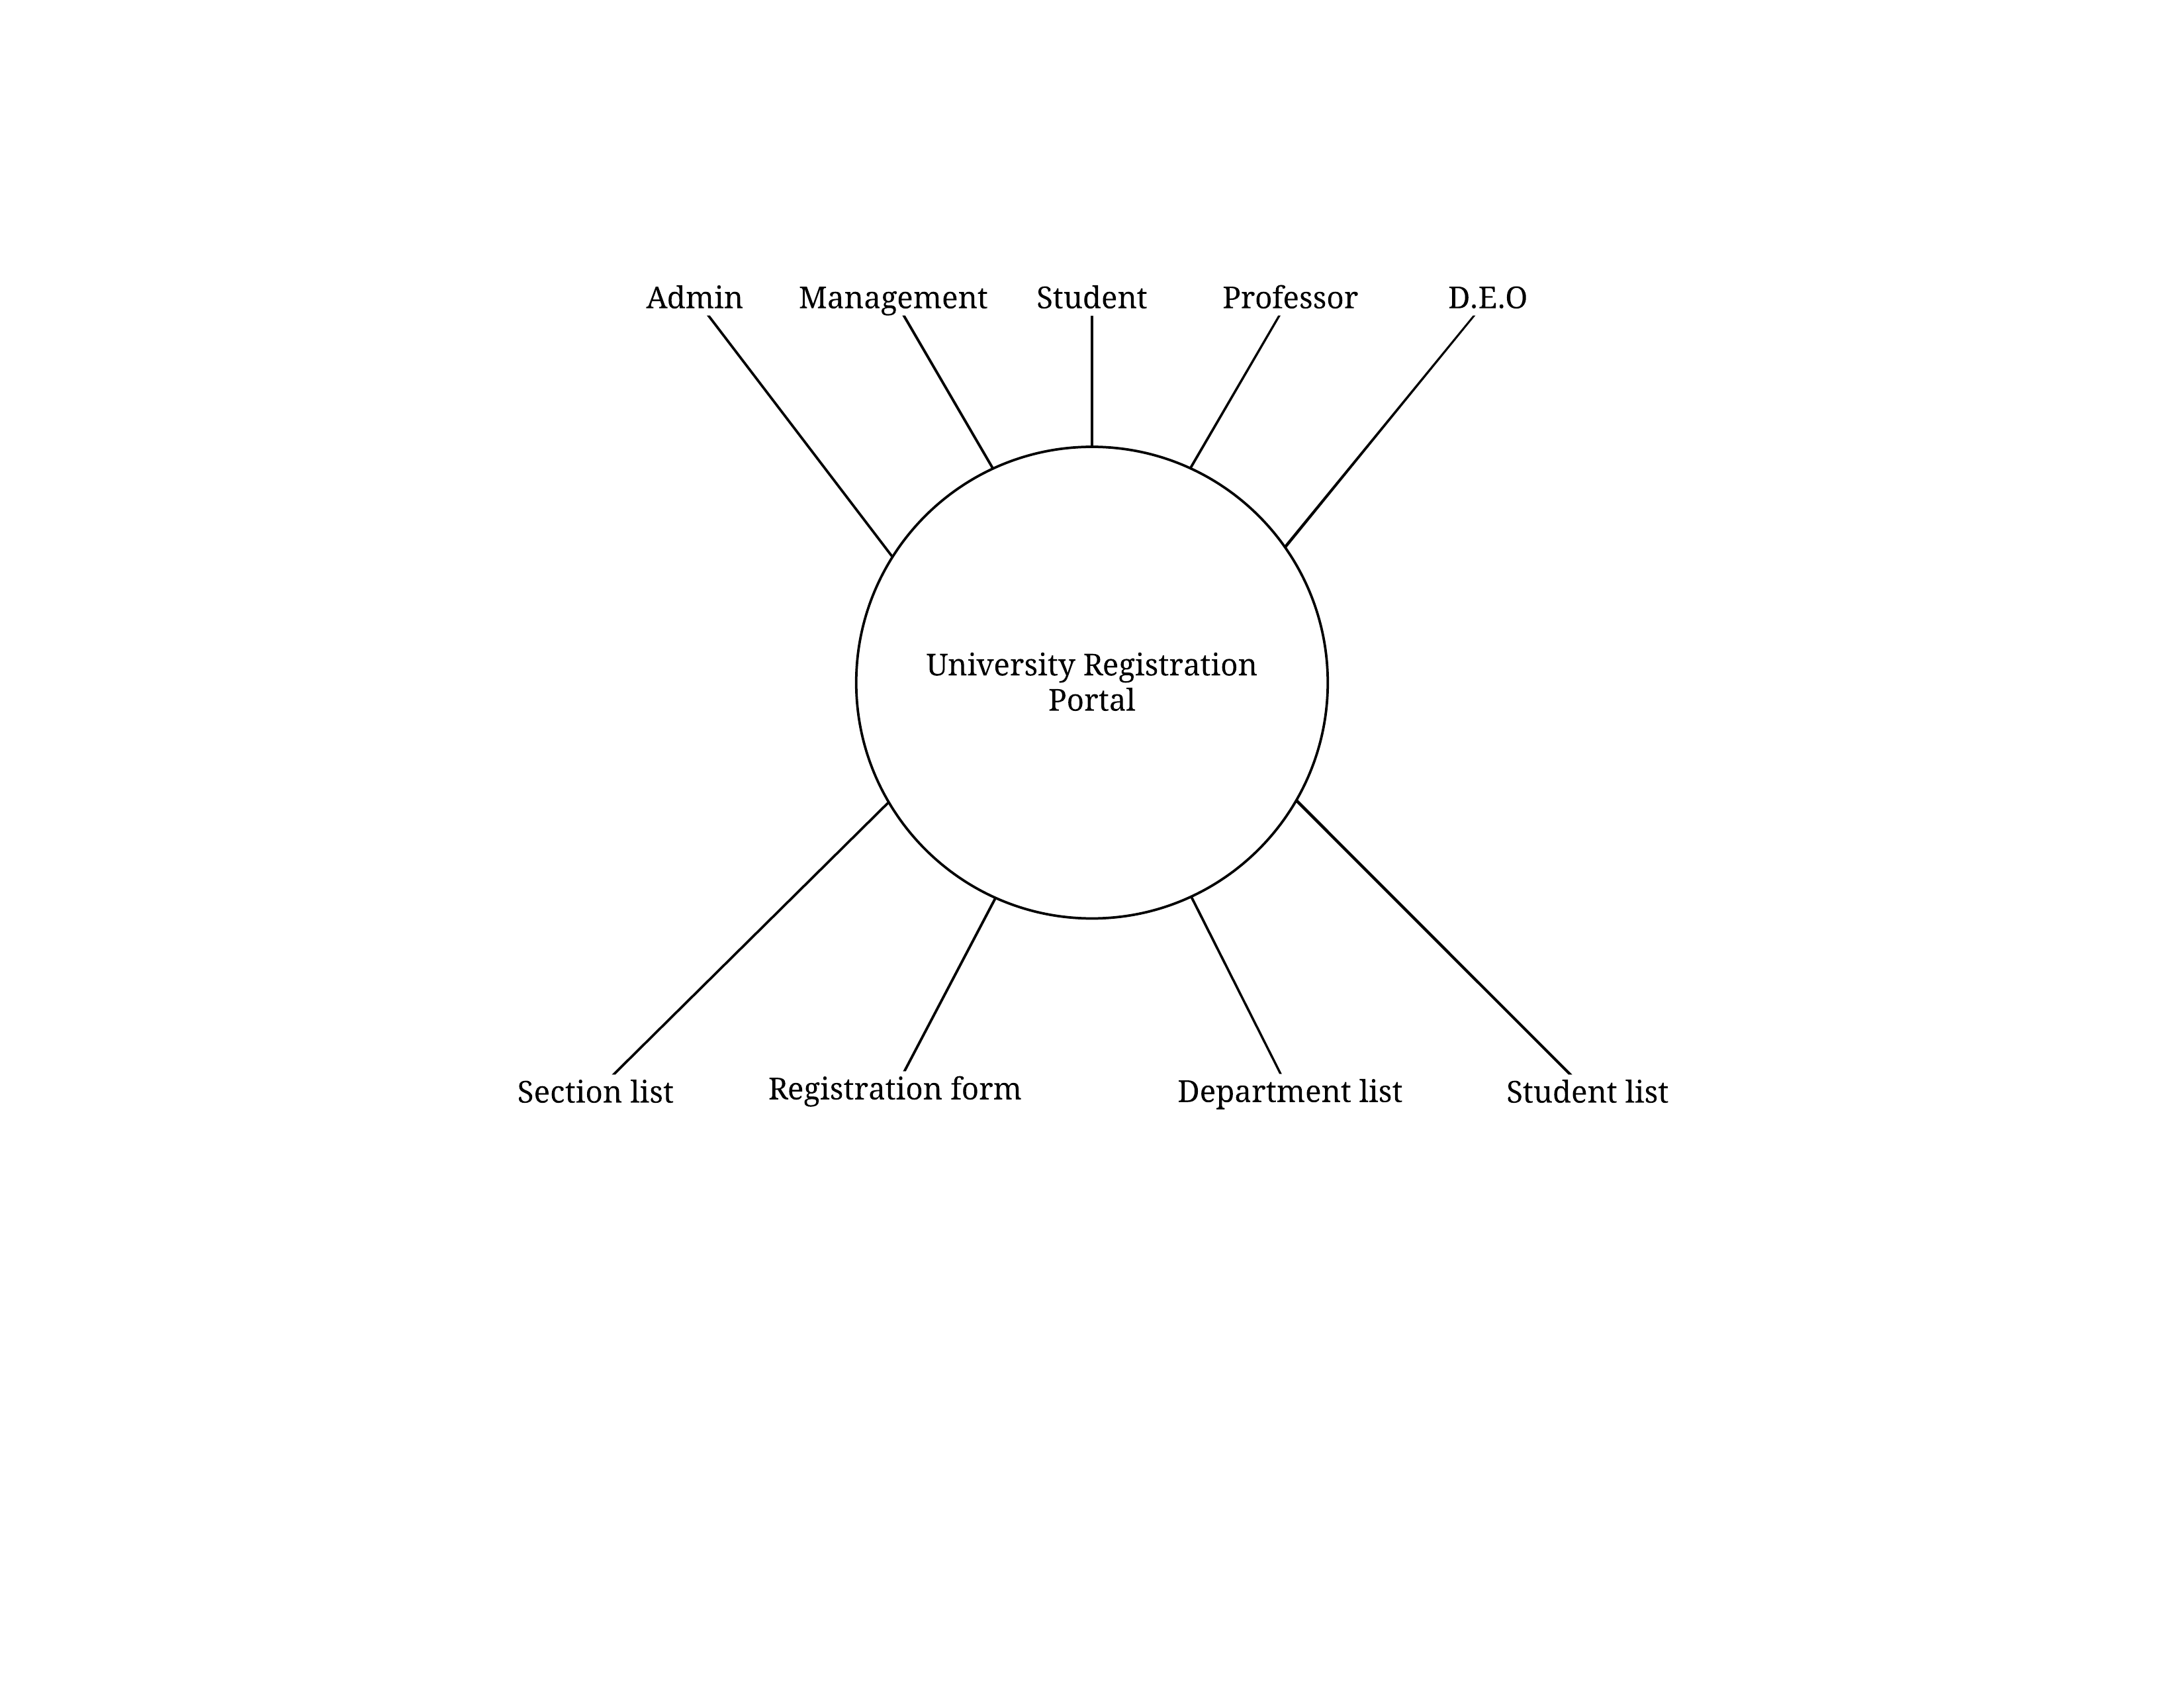 Admin
Management
Student
Professor
D.E.O
University Registration
Portal
Section list
Registration form
Department list
Student list